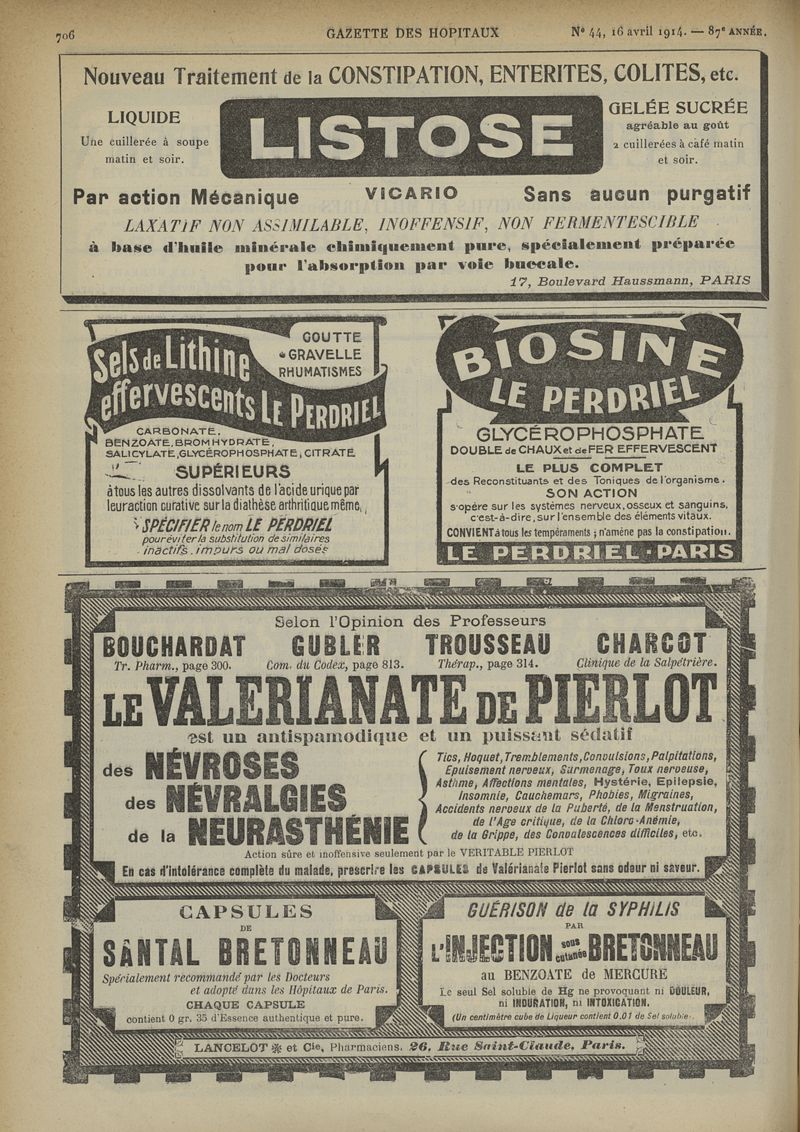 706
GAZETTE DES HOPITAUX
N° 44, 16 avril 1914. — 87e ANNÉE.
Nouveau Traitement de la CONSTIPATION, ENTERITES, COLITES, etc.
LIQUIDE
Une cuillerée à soupe
matin et soir.
LISTOSE
GELÉE SUCRÉE
agréable au goût
2 cuillerées à café matin
et soir.
Par action Mécanique
VICARIO
Sans aucun purgatif
LAXATIF NON ASSIMILABLE, INOFFENSIF, NON FERMENTESCIBLE
à base d'huile minérale chimiquement pure, spécialement préparée
pour l'absorption par voie buccale.
17, Boulevard Haussmann, PARIS
Sels de Lithine
effervescents LE PERDRIEL
GOUTTE
GRAVELLE
RHUMATISMES
CARBONATE,
BENZOATE, BROMHYDRATE,
SALICYLATE, GLYCÉROPHOSPHATE, CITRATE
SUPÉRIEURS
à tous les autres dissolvants de l'acide urique par
leur action curative sur la diathèse arthritique même,
SPÉCIFIER le nom LE PERDRIEL
pour éviter la substitution de similaires
inactifs, impurs ou mal dosés
BIOSINE
LE PERDRIEL
GLYCÉROPHOSPHATE
DOUBLE de CHAUX et de FER EFFERVESCENT
LE PLUS COMPLET
des Reconstituants et des Toniques de l'organisme.
SON ACTION
s'opère sur les systèmes nerveux, osseux et sanguins,
c'est-à-dire, sur l'ensemble des éléments vitaux.
CONVIENT à tous les tempéraments ; n'amène pas la constipation.
LE PERDRIEL - PARIS
Selon l'Opinion des Professeurs
BOUCHARDAT GUBLER TROUSSEAU CHARCOT
Tr. Pharm., page 300. Com. du Codex, page 813. Thérap., page 314. Clinique de la Salpétrière.
LE VALERIANATE DE PIERLOT
est un antispamodique et un puissant sédatif
des NÉVROSES
des NÉVRALGIES
de la NEURASTHÉNIE
Tics, Hoquet, Tremblements, Convulsions, Palpitations,
Épuisement nerveux, Surmenage, Toux nerveuse,
Asthme, Affections mentales, Hystérie, Epilepsie,
Insomnie, Cauchemars, Phobies, Migraines,
Accidents nerveux de la Puberté, de la Menstruation,
de l'Age critique, de la Chloro-Anémie,
de la Grippe, des Convalescences difficiles, etc.
Action sûre et inoffensive seulement par le VERITABLE PIERLOT
En cas d'intolérance complète du malade, prescrire les CAPSULES de Valérianate Pierlot sans odeur ni saveur.
CAPSULES
DE
SANTAL BRETONNEAU
Spécialement recommandé par les Docteurs
et adopté dans les Hôpitaux de Paris.
CHAQUE CAPSULE
contient 0 gr. 35 d'Essence authentique et pure.
GUÉRISON de la SYPHILIS
PAR
L'INJECTION sous cutanée BRETONNEAU
au BENZOATE de MERCURE
Le seul Sel soluble de Hg ne provoquant ni DOULEUR,
ni INDURATION, ni INTOXICATION.
(Un centimètre cube de Liqueur contient 0.01 de Sel soluble.
LANCELOT et Cie, Pharmaciens, 26, Rue Saint-Claude, Paris.